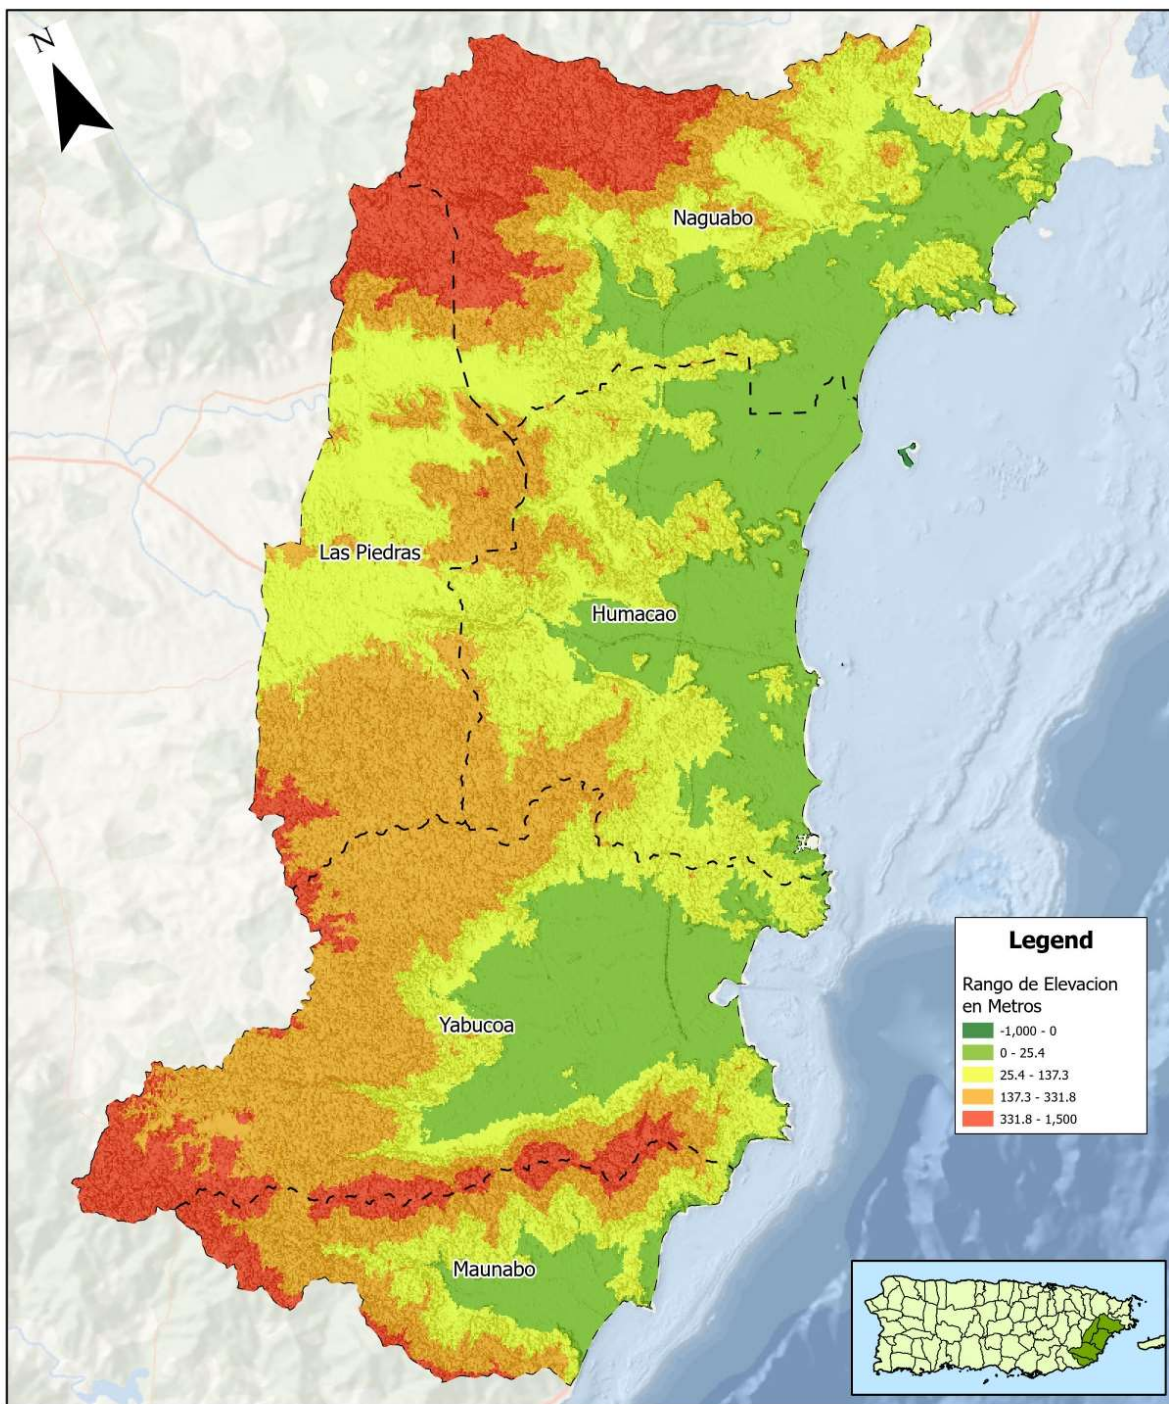 N
Naguabo
Las Piedras
Humacao
Yabucoa
Maunabo
Legend
Rango de Elevacion
en Metros
-1,000 - 0
0 - 25.4
25.4 - 137.3
137.3 - 331.8
331.8 - 1,500